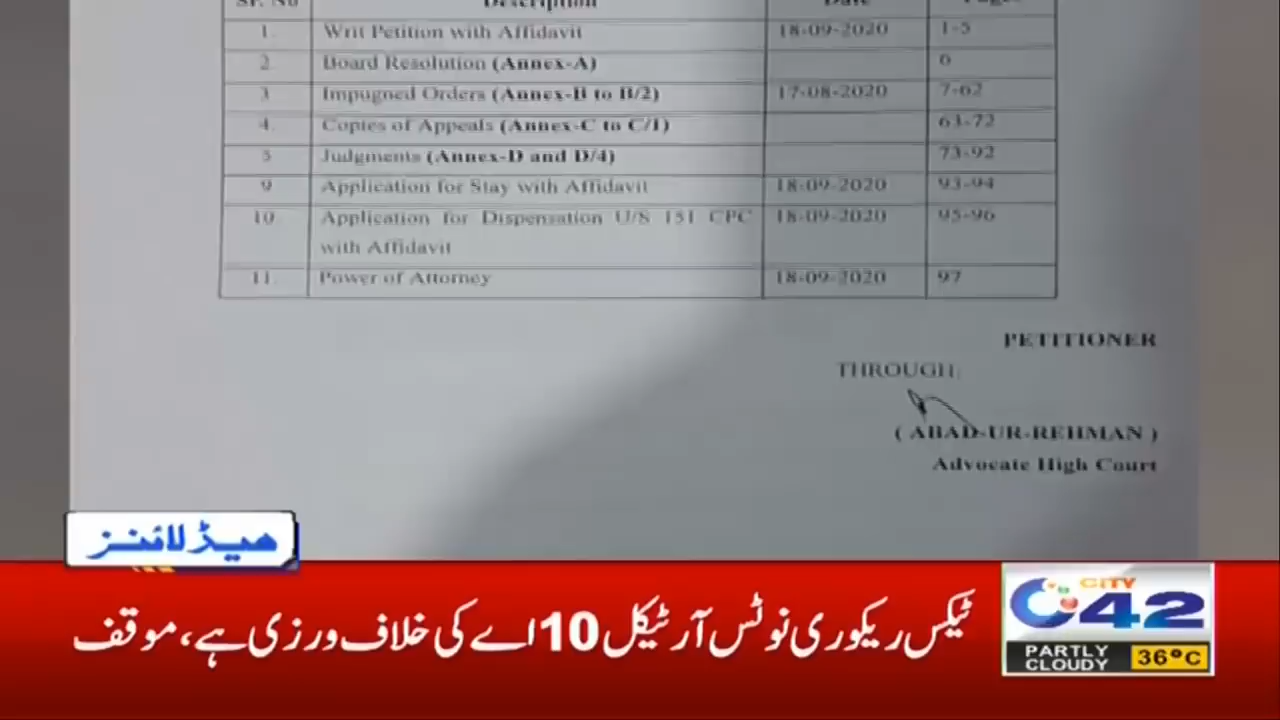 Sr. No Description Date Pages
1. Writ Petition with Affidavit 18-09-2020 1-5
2. Board Resolution (Annex-A) 6
3. Impugned Orders (Annex-B to B/2) 17-08-2020 7-62
4. Copies of Appeals (Annex-C to C/1) 63-72
5 Judgments (Annex-D and D/4) 73-92
9. Application for Stay with Affidavit 18-09-2020 93-94
10. Application for Dispensation U/S 151 CPC 18-09-2020 95-96
with Affidavit
11. Power of Attorney 18-09-2020 97
PETITIONER
THROUGH:
( ABAD-UR-REHMAN )
Advocate High Court
ہیڈ لائنز
ٹیکس ریکوری نوٹس آرٹیکل 10 اے کی خلاف ورزی ہے، موقف
CITY
42
PARTLY
CLOUDY 36°C